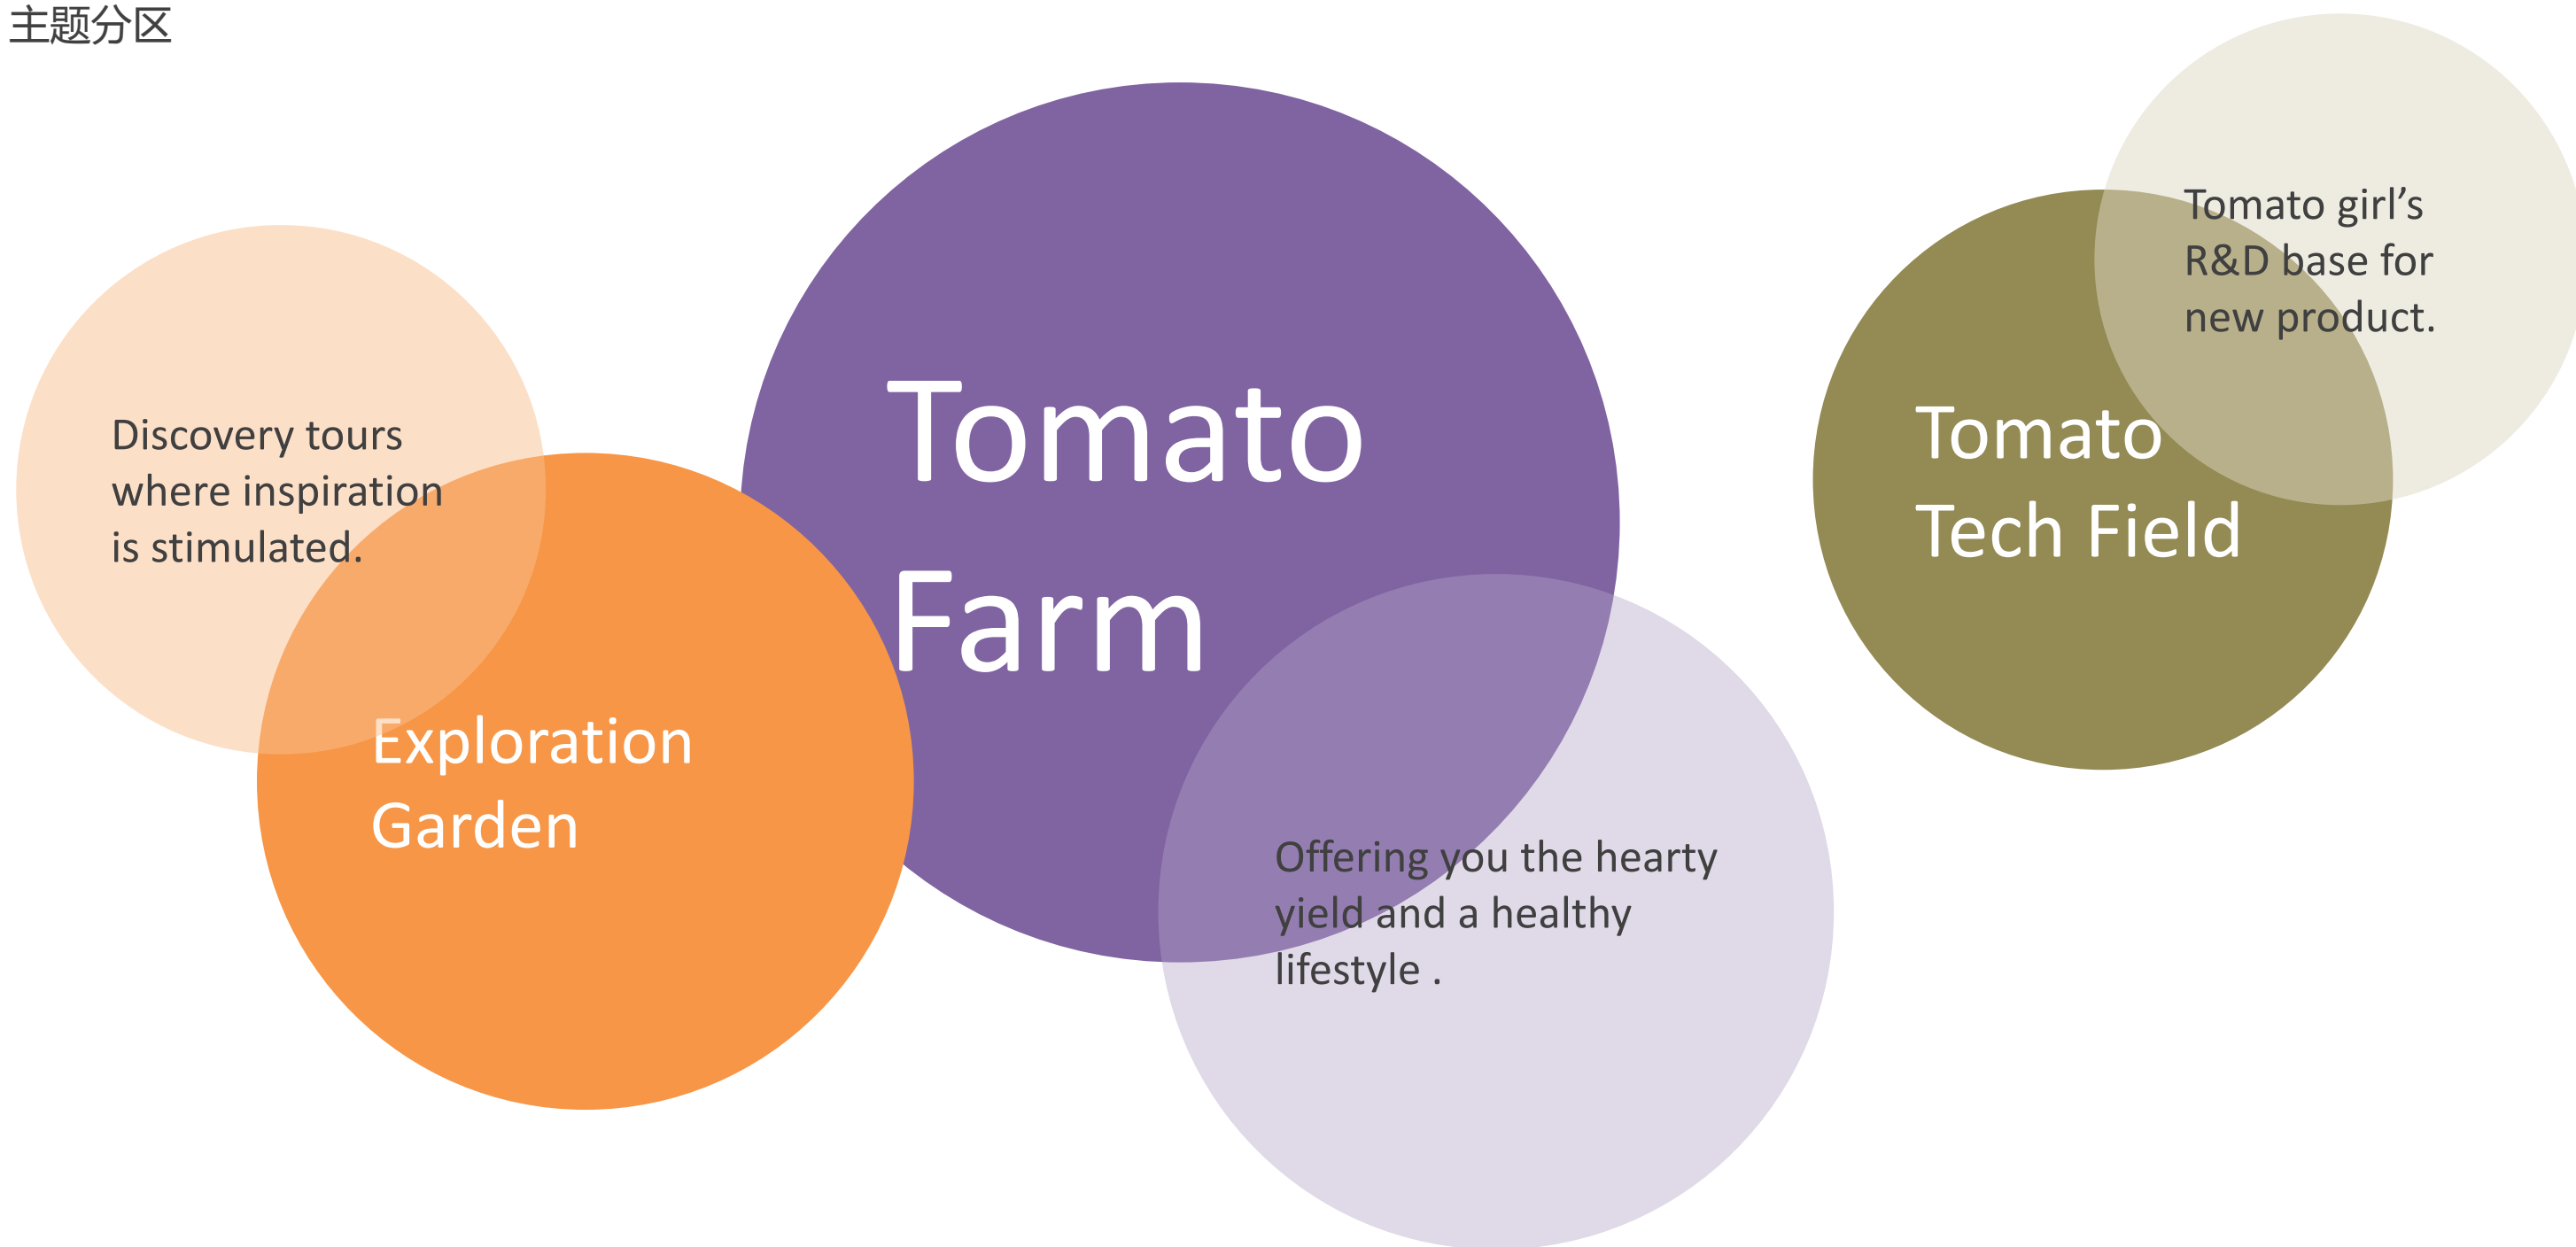 主题分区
Discovery tours
where inspiration
is stimulated.
Exploration
Garden
Tomato
Farm
Offering you the hearty
yield and a healthy
lifestyle .
Tomato
Tech Field
Tomato girl’s
R&D base for
new product.